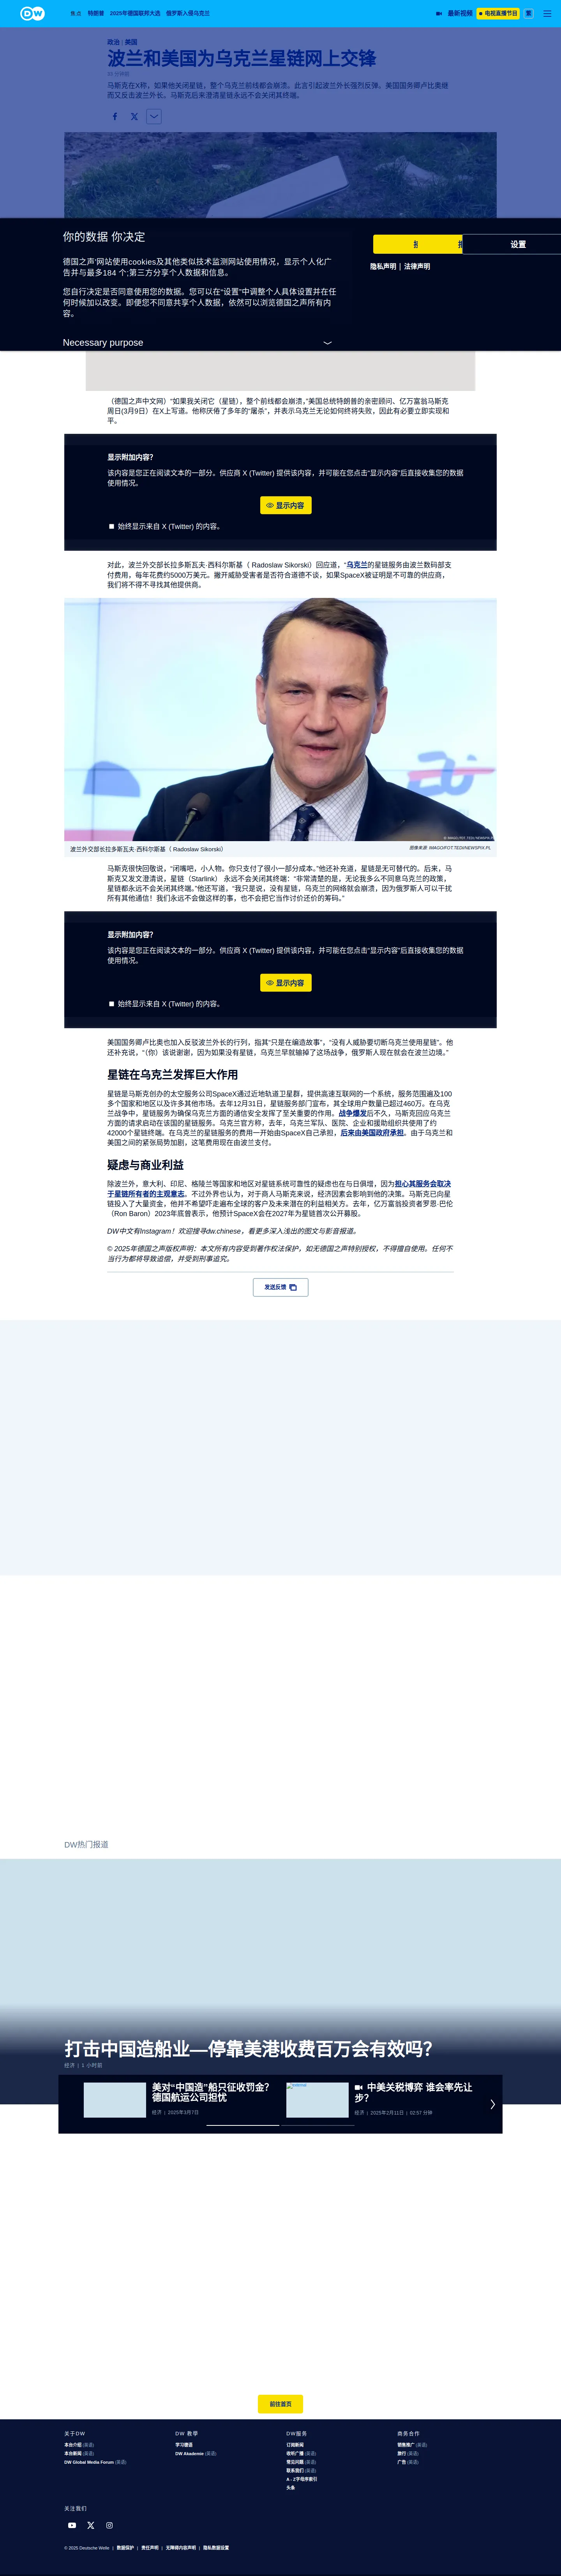 焦点 特朗普 2025年德国联邦大选 俄罗斯入侵乌克兰
最新视频 电视直播节目 繁
政治 | 美国
波兰和美国为乌克兰星链网上交锋
马斯克在X称，如果他关闭星链，整个乌克兰前线都会崩溃。此言引起波兰外长强烈反弹。美国国务卿卢比奥继
而又反击波兰外长。马斯克后来澄清星链永远不会关闭其终端。
你的数据 你决定
设置
德国之声'网站使用cookies及其他类似技术监测网站使用情况，显示个人化广
告并与最多184 个;第三方分享个人数据和信息。
隐私声明 | 法律声明
您自行决定是否同意使用您的数据。您可以在“设置”中调整个人具体设置并在任
何时候加以改变。即便您不同意共享个人数据，依然可以浏览德国之声所有内
容。
Necessary purpose
（德国之声中文网）“如果我关闭它（星链），整个前线都会崩溃，”美国总统特朗普的亲密顾问、亿万富翁马斯克
周日(3月9日）在X上写道。他称厌倦了多年的“屠杀”，并表示乌克兰无论如何终将失败，因此有必要立即实现和
平。
显示附加内容？
该内容是您正在阅读文本的一部分。供应商 X (Twitter) 提供该内容，并可能在您点击“显示内容”后直接收集您的数据
使用情况。
显示内容
始终显示来自 X (Twitter) 的内容。
对此，波兰外交部长拉多斯瓦夫·西科尔斯基（ Radoslaw Sikorski）回应道，“乌克兰的星链服务由波兰数码部支
付费用，每年花费约5000万美元。撇开威胁受害者是否符合道德不谈，如果SpaceX被证明是不可靠的供应商，
我们将不得不寻找其他提供商。
波兰外交部长拉多斯瓦夫·西科尔斯基（ Radoslaw Sikorski）
图像来源 IMAGO/FOT.TEDI/NEWSPIX.PL
马斯克很快回敬说，“闭嘴吧，小人物。你只支付了很小一部分成本。”他还补充道，星链是无可替代的。后来，马
斯克又发文澄清说，星链（Starlink） 永远不会关闭其终端：“非常清楚的是，无论我多么不同意乌克兰的政策，
星链都永远不会关闭其终端。”他还写道，“我只是说，没有星链，乌克兰的网络就会崩溃，因为俄罗斯人可以干扰
所有其他通信！我们永远不会做这样的事，也不会把它当作讨价还价的筹码。”
显示附加内容？
该内容是您正在阅读文本的一部分。供应商 X (Twitter) 提供该内容，并可能在您点击“显示内容”后直接收集您的数据
使用情况。
显示内容
始终显示来自 X (Twitter) 的内容。
美国国务卿卢比奥也加入反驳波兰外长的行列，指其“只是在编造故事”，“没有人威胁要切断乌克兰使用星链”。他
还补充说，“（你）该说谢谢，因为如果没有星链，乌克兰早就输掉了这场战争，俄罗斯人现在就会在波兰边境。”
星链在乌克兰发挥巨大作用
星链是马斯克创办的太空服务公司SpaceX通过近地轨道卫星群，提供高速互联网的一个系统，服务范围遍及100
多个国家和地区以及许多其他市场。去年12月31日，星链服务部门宣布，其全球用户数量已超过460万。在乌克
兰战争中，星链服务为确保乌克兰方面的通信安全发挥了至关重要的作用。战争爆发后不久，马斯克回应乌克兰
方面的请求启动在该国的星链服务。乌克兰官方称，去年，乌克兰军队、医院、企业和援助组织共使用了约
42000个星链终端。在乌克兰的星链服务的费用一开始由SpaceX自己承担，后来由美国政府承担。由于乌克兰和
美国之间的紧张局势加剧，这笔费用现在由波兰支付。
疑虑与商业利益
除波兰外，意大利、印尼、格陵兰等国家和地区对星链系统可靠性的疑虑也在与日俱增，因为担心其服务会取决
于星链所有者的主观意志。不过外界也认为，对于商人马斯克来说，经济因素会影响到他的决策。马斯克已向星
链投入了大量资金，他并不希望吓走遍布全球的客户及未来潜在的利益相关方。去年，亿万富翁投资者罗恩·巴伦
（Ron Baron）2023年底曾表示，他预计SpaceX会在2027年为星链首次公开募股。
DW中文有Instagram！欢迎搜寻dw.chinese，看更多深入浅出的图文与影音报道。
© 2025年德国之声版权声明：本文所有内容受到著作权法保护，如无德国之声特别授权，不得擅自使用。任何不
当行为都将导致追偿，并受到刑事追究。
发送反馈
DW热门报道
打击中国造船业—停靠美港收费百万会有效吗？
经济 | 1 小时前
美对“中国造”船只征收罚金？
德国航运公司担忧
经济 | 2025年3月7日
中美关税博弈 谁会率先让
步？
经济 | 2025年2月11日 | 02:57 分钟
前往首页
关于DW
本台介绍 (英语)
本台新闻 (英语)
DW Global Media Forum (英语)
DW 教學
学习德语
DW Akademie (英语)
DW服务
订阅新闻
收听广播 (英语)
常见问题 (英语)
联系我们 (英语)
A - Z字母序索引
头条
商务合作
销售推广 (英语)
旅行 (英语)
广告 (英语)
关注我们
© 2025 Deutsche Welle | 数据保护 | 责任声明 | 无障碍内容声明 | 隐私数据设置